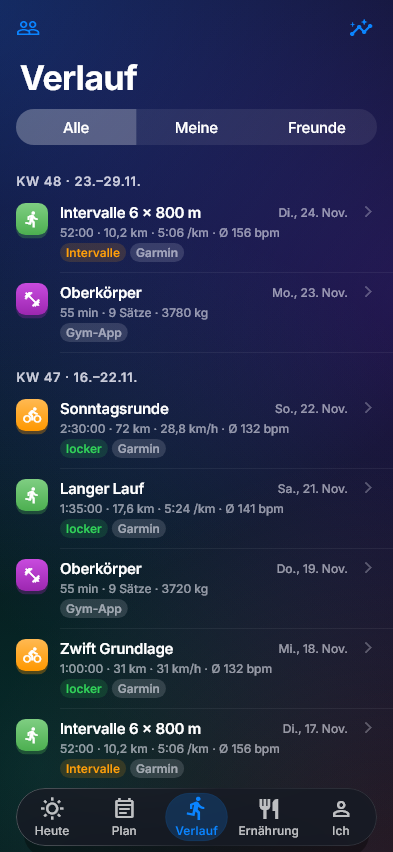 Verlauf
Alle
Meine
Freunde
KW 48 · 23.–29.11.
Intervalle 6 × 800 m
Di., 24. Nov.
52:00 · 10,2 km · 5:06 /km · Ø 156 bpm
Intervalle Garmin
Oberkörper
Mo., 23. Nov.
55 min · 9 Sätze · 3780 kg
Gym-App
KW 47 · 16.–22.11.
Sonntagsrunde
So., 22. Nov.
2:30:00 · 72 km · 28,8 km/h · Ø 132 bpm
locker Garmin
Langer Lauf
Sa., 21. Nov.
1:35:00 · 17,6 km · 5:24 /km · Ø 141 bpm
locker Garmin
Oberkörper
Do., 19. Nov.
55 min · 9 Sätze · 3720 kg
Gym-App
Zwift Grundlage
Mi., 18. Nov.
1:00:00 · 31 km · 31 km/h · Ø 132 bpm
locker Garmin
Intervalle 6 × 800 m
Di., 17. Nov.
52:00 · 10,2 km · 5:06 /km · Ø 156 bpm
Intervalle Garmin
Heute
Plan
Verlauf
Ernährung
Ich